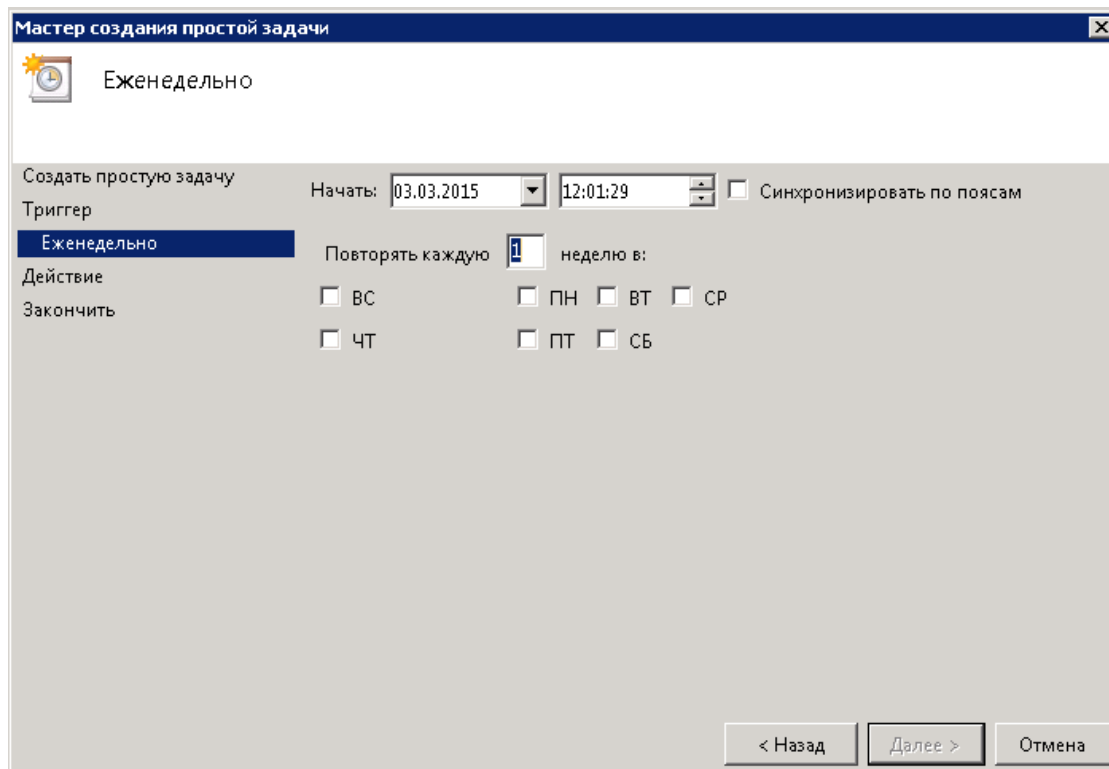 Мастер создания простой задачи
Еженедельно
Создать простую задачу
Триггер
Еженедельно
Действие
Закончить
Начать: 03.03.2015 12:01:29 Синхронизировать по поясам
Повторять каждую 1 неделю в:
ВС ПН ВТ СР
ЧТ ПТ СБ
< Назад Далее > Отмена